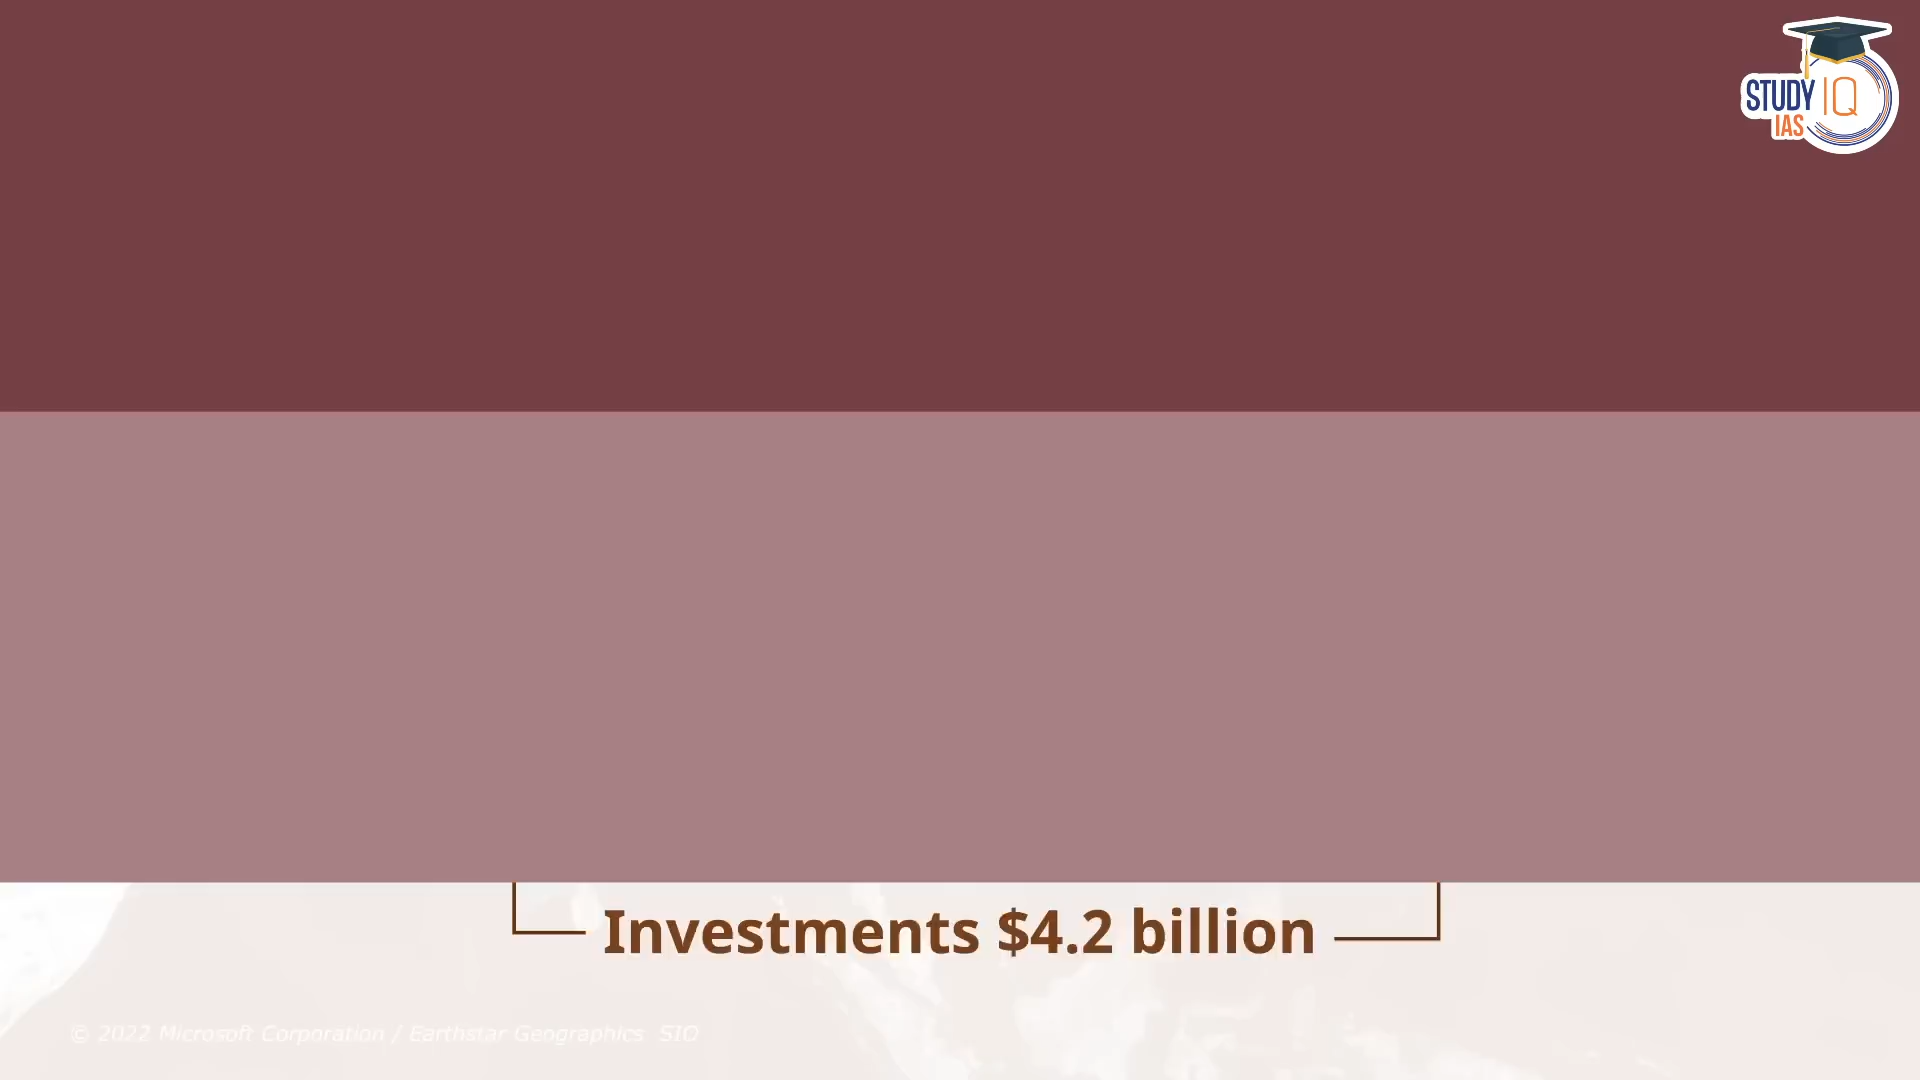 STUDY IQ
IAS
Investments $4.2 billion
© 2022 Microsoft Corporation / Earthstar Geographics SIO